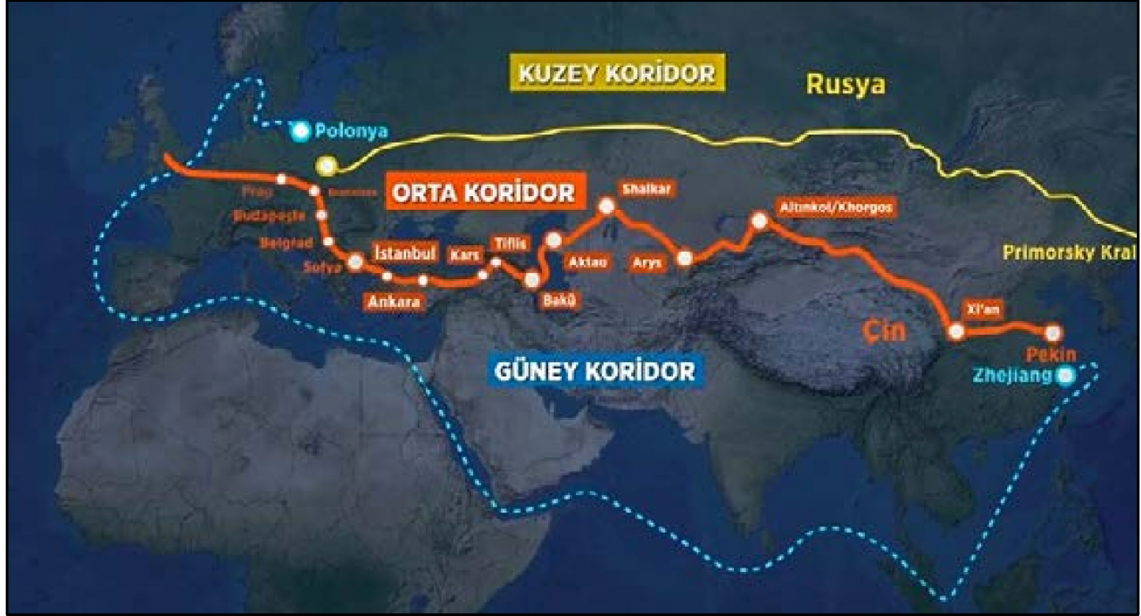 KUZEY KORİDOR
Rusya
Polonya
ORTA KORİDOR
Prag
Budapeşte
Belgrad
Sofya
İstanbul
Ankara
Kars
Tiflis
Bakü
Aktau
Shalkar
Arys
Altınkol/Khorgos
Primorsky Kral
Xi'an
Çin
Pekin
Zhejiang
GÜNEY KORİDOR